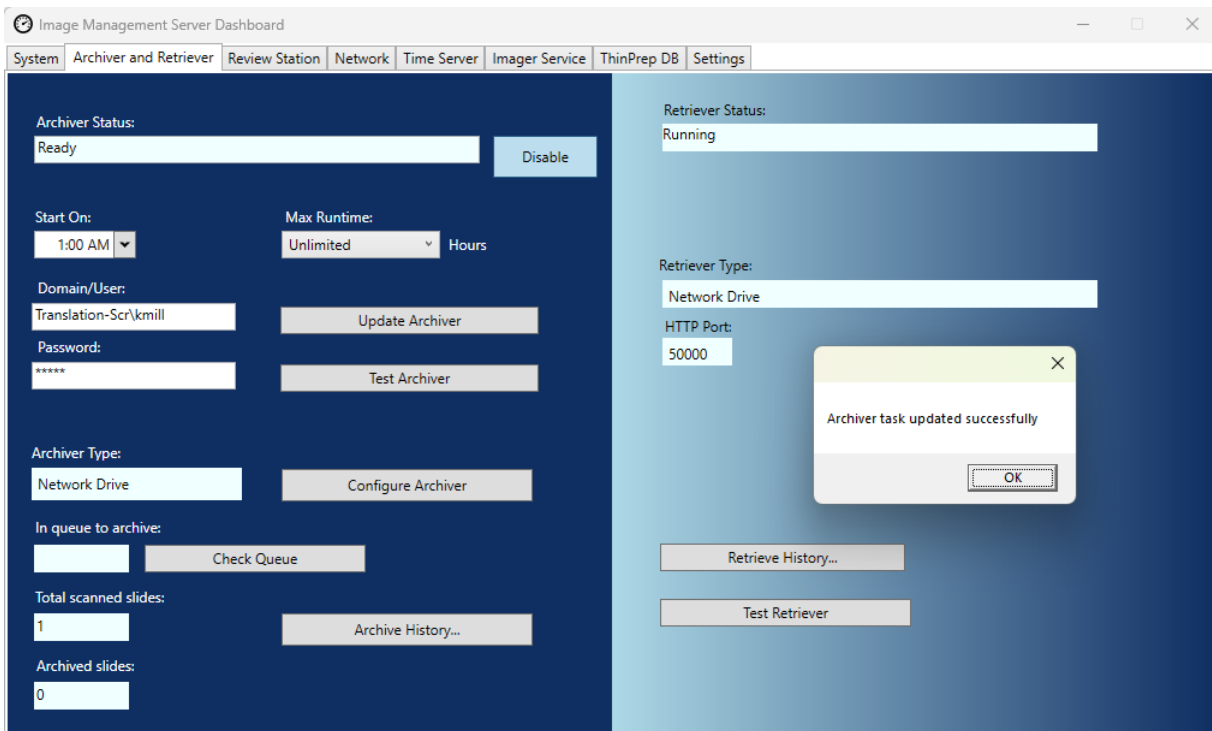 Image Management Server Dashboard
System Archiver and Retriever Review Station Network Time Server Imager Service ThinPrep DB Settings
Archiver Status:
Ready
Disable
Start On:
Max Runtime:
1:00 AM
Unlimited
Hours
Domain/User:
Translation-Scr\kmill
Update Archiver
Password:
*****
Test Archiver
Archiver Type:
Network Drive
Configure Archiver
In queue to archive:
Check Queue
Total scanned slides:
1
Archive History...
Archived slides:
0
Retriever Status:
Running
Retriever Type:
Network Drive
HTTP Port:
50000
Archiver task updated successfully
OK
Retrieve History...
Test Retriever